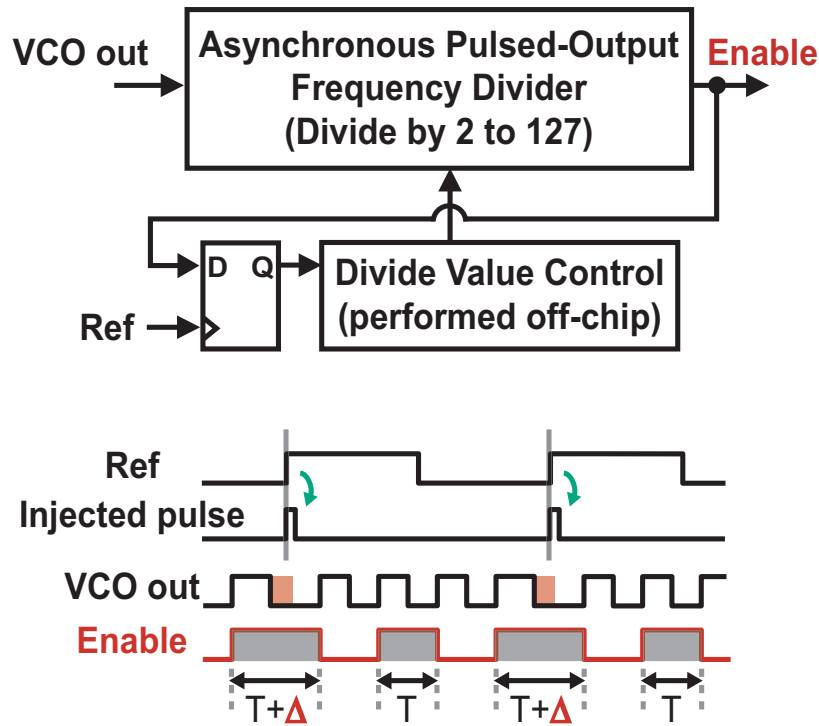 VCO out
Asynchronous Pulsed-Output
Frequency Divider
(Divide by 2 to 127)
Enable
D Q
Ref
Divide Value Control
(performed off-chip)
Ref
Injected pulse
VCO out
Enable
T+Δ
T
T+Δ
T